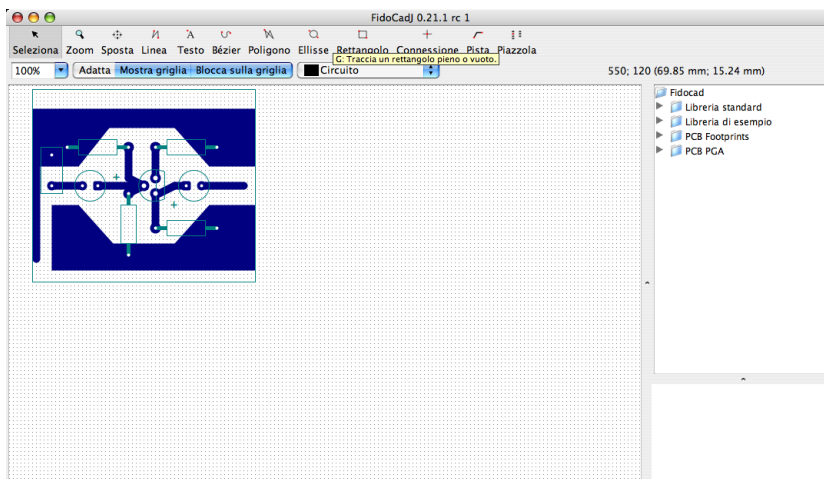 FidoCadJ 0.21.1 rc 1
Seleziona Zoom Sposta Linea Testo Bézier Poligono Ellisse Rettangolo Connessione Pista Piazzola
G: Traccia un rettangolo pieno o vuoto.
100% Adatta Mostra griglia Blocca sulla griglia Circuito 550; 120 (69.85 mm; 15.24 mm)
Fidocad
Libreria standard
Libreria di esempio
PCB Footprints
PCB PGA